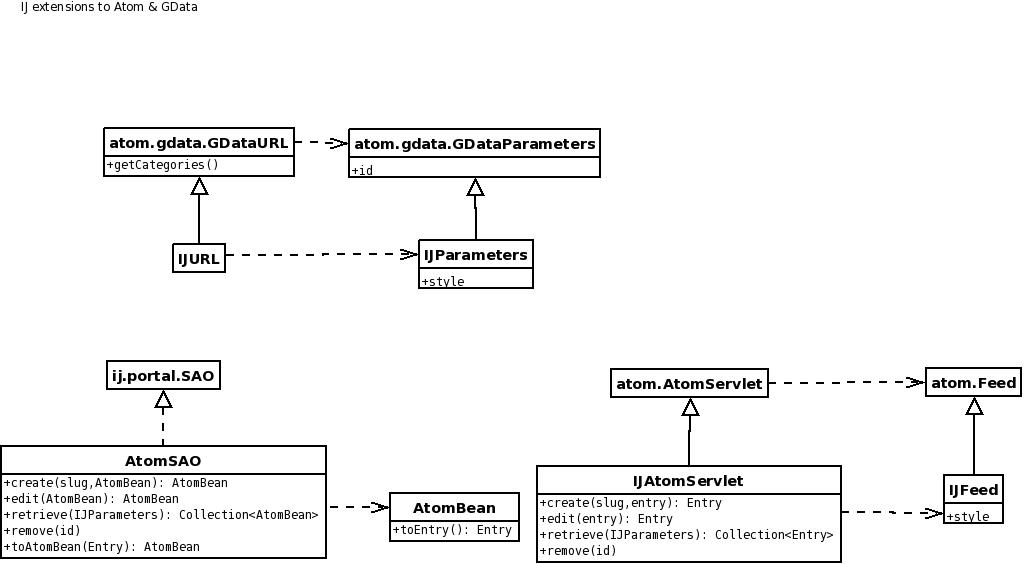 IJ extensions to Atom & GData
atom.gdata.GDataURL
+getCategories()
atom.gdata.GDataParameters
+id
IJURL
IJParameters
+style
ij.portal.SAO
AtomSAO
+create(slug,AtomBean): AtomBean
+edit(AtomBean): AtomBean
+retrieve(IJParameters): Collection<AtomBean>
+remove(id)
+toAtomBean(Entry): AtomBean
AtomBean
+toEntry(): Entry
atom.AtomServlet
atom.Feed
IJAtomServlet
+create(slug,entry): Entry
+edit(entry): Entry
+retrieve(IJParameters): Collection<Entry>
+remove(id)
IJFeed
+style